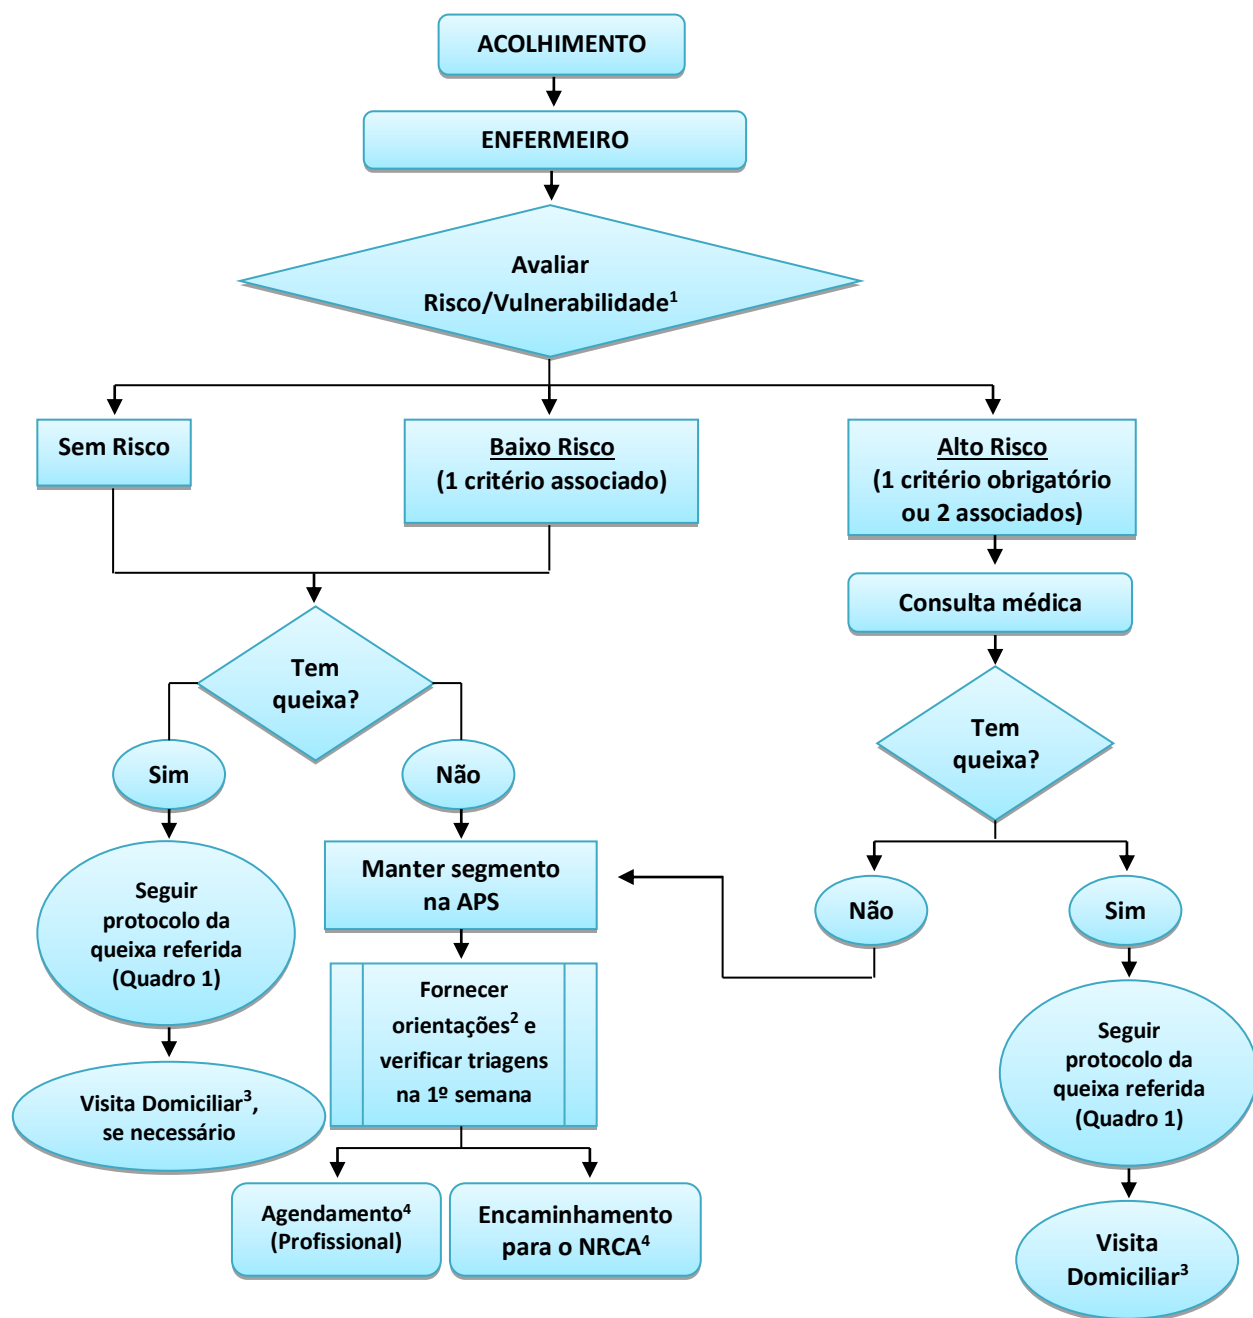 ACOLHIMENTO
ENFERMEIRO
Avaliar
Risco/Vulnerabilidade¹
Sem Risco
Baixo Risco
(1 critério associado)
Alto Risco
(1 critério obrigatório
ou 2 associados)
Consulta médica
Tem
queixa?
Tem
queixa?
Sim
Não
Não
Sim
Seguir
protocolo da
queixa referida
(Quadro 1)
Manter segmento
na APS
Fornecer
orientações² e
verificar triagens
na 1º semana
Seguir
protocolo da
queixa referida
(Quadro 1)
Visita Domiciliar³,
se necessário
Agendamento⁴
(Profissional)
Encaminhamento
para o NRCA⁴
Visita
Domiciliar³